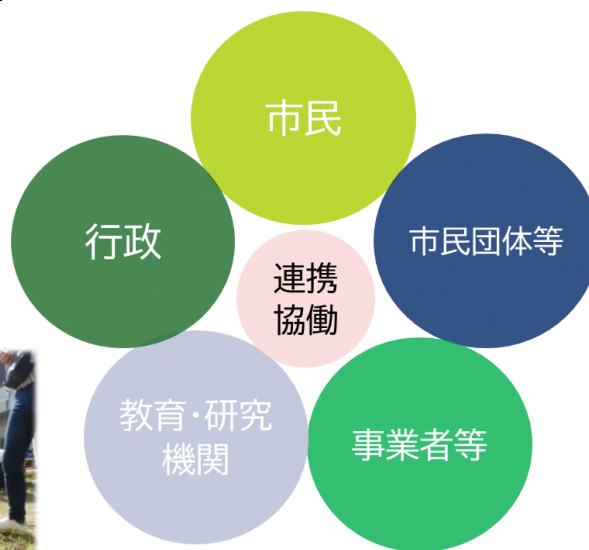 市民
行政
市民団体等
連携
協働
教育・研究
機関
事業者等